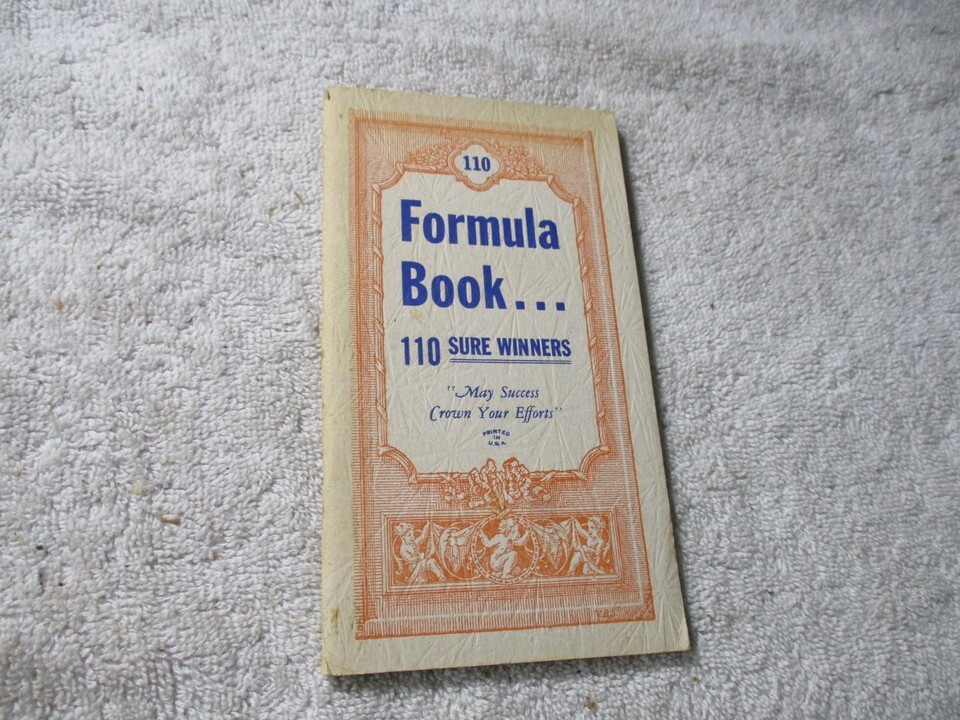 110
Formula
Book...
110 SURE WINNERS
"May Success
Crown Your Efforts"
PRINTED
IN
U.S.A.